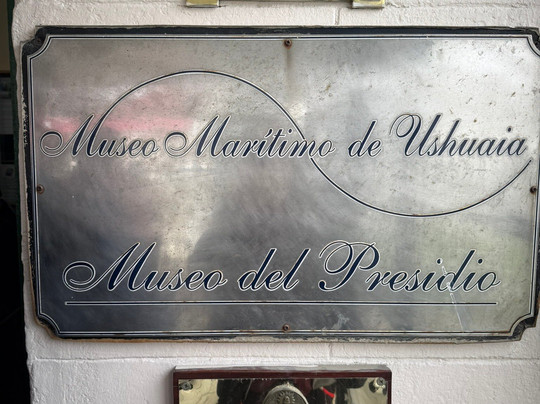 Museo Marítimo de Ushuaia
Museo del Presidio